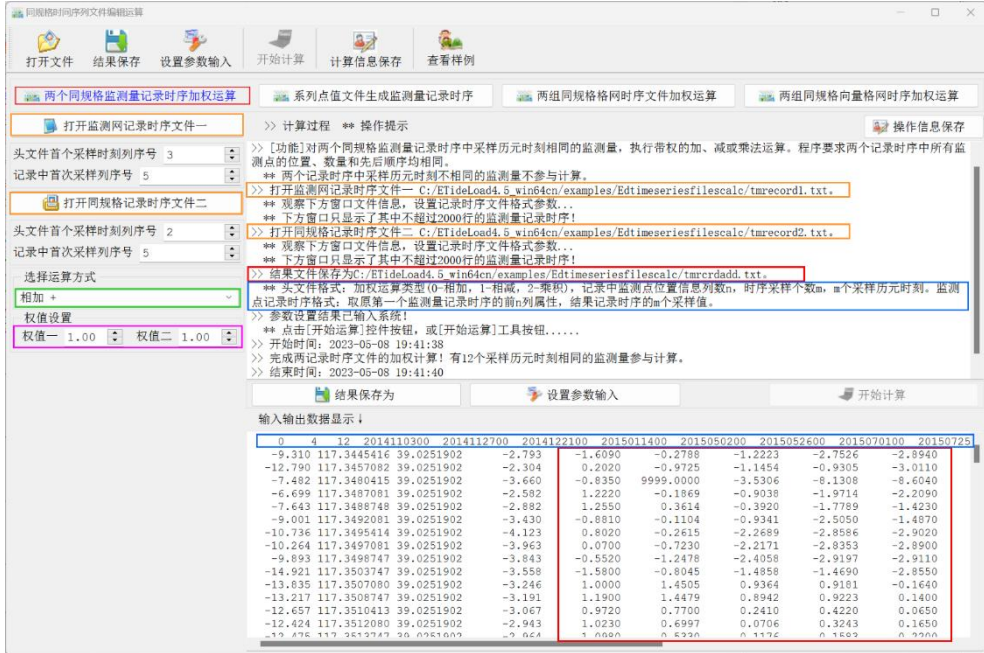 同规格时间序列文件编辑运算
打开文件 结果保存 设置参数输入 开始计算 计算信息保存 查看样例
两个同规格监测量记录时序加权运算 系列点值文件生成监测量记录时序 两组同规格格网时序文件加权运算 两组同规格向量格网时序加权运算
打开监测网记录时序文件一
头文件首个采样时刻列序号 3
记录中首次采样列序号 5
打开同规格记录时序文件二
头文件首个采样时刻列序号 2
记录中首次采样列序号 5
选择运算方式
相加 +
权值设置
权值一 1.00 权值二 1.00
>> 计算过程 ** 操作提示 操作信息保存
>> [功能]对两个同规格监测量记录时序中采样历元时刻相同的监测量，执行带权的加、减或乘法运算。程序要求两个记录时序中所有监
测点的位置、数量和先后顺序均相同。
** 两个记录时序中采样时刻不相同的监测量不参与计算。
>> 打开监测网记录时序文件一 C:/ETideLoad4.5_win64cn/examples/Edtimeseriesfilescalc/tmrecord1.txt。
** 观察下方窗口文件信息，设置记录时序文件格式参数...
** 下方窗口只显示了其中不超过2000行的监测量记录时序！
>> 打开同规格记录时序文件二 C:/ETideLoad4.5_win64cn/examples/Edtimeseriesfilescalc/tmrecord2.txt。
** 观察下方窗口文件信息，设置记录时序文件格式参数...
** 下方窗口只显示了其中不超过2000行的监测量记录时序！
>> 结果文件保存为C:/ETideLoad4.5_win64cn/examples/Edtimeseriesfilescalc/tmrcrdadd.txt。
** 头文件格式：加权运算类型(0-相加，1-相减，2-乘积)，记录中监测点位置信息列数n，时序采样个数m，m个采样历元时刻。监测
点记录时序格式：取原第一个监测量记录时序的前n列属性，结果记录时序的m个采样值。
>> 参数设置结果已输入系统！
** 点击[开始运算]控件按钮，或[开始运算]工具按钮......
>> 开始时间：2023-05-08 19:41:38
>> 完成两记录时序文件的加权计算！有12个采样历元时刻相同的监测量参与计算。
>> 结束时间：2023-05-08 19:41:40
结果保存为 设置参数输入 开始计算
输入输出数据显示↓
0 4 12 2014110300 2014112700 2014122100 2015011400 2015050200 2015052600 2015070100 20150725
-9.310 117.3445416 39.0251902 -2.793 -1.6090 -0.2788 -1.2223 -2.7526 -2.8940
-12.790 117.3457082 39.0251902 -2.304 0.2020 -0.9725 -1.1454 -0.9305 -3.0110
-7.482 117.3480415 39.0251902 -3.660 -0.8350 9999.0000 -3.5306 -8.1308 -8.6040
-6.699 117.3487081 39.0251902 -2.582 1.2220 -0.1869 -0.9038 -1.9714 -2.2090
-7.643 117.3488748 39.0251902 -2.882 1.2550 0.3614 -0.3920 -1.7789 -1.4230
-9.001 117.3492081 39.0251902 -3.430 -0.8810 -0.1104 -0.9341 -2.5050 -1.4870
-10.736 117.3495414 39.0251902 -4.123 0.8020 -0.2615 -2.2689 -2.8586 -2.9020
-10.264 117.3497081 39.0251902 -3.963 0.0700 -0.7230 -2.2171 -2.8353 -2.8900
-9.893 117.3498747 39.0251902 -3.843 -0.5520 -1.2478 -2.4058 -2.9197 -2.9110
-14.921 117.3503747 39.0251902 -3.558 -1.5800 -0.8045 -1.4858 -1.4690 -2.8550
-13.835 117.3507080 39.0251902 -3.246 1.0000 1.4505 0.9364 0.9181 -0.1640
-13.217 117.3508747 39.0251902 -3.191 1.1900 1.4479 0.8942 0.9223 0.1400
-12.657 117.3510413 39.0251902 -3.067 0.9720 0.7700 0.2410 0.4220 0.0650
-12.424 117.3512080 39.0251902 -2.943 1.0230 0.6997 0.0706 0.3243 0.1650
-12.475 117.3513747 39.0251902 -2.964 1.0980 0.5330 0.1176 0.1583 0.2200